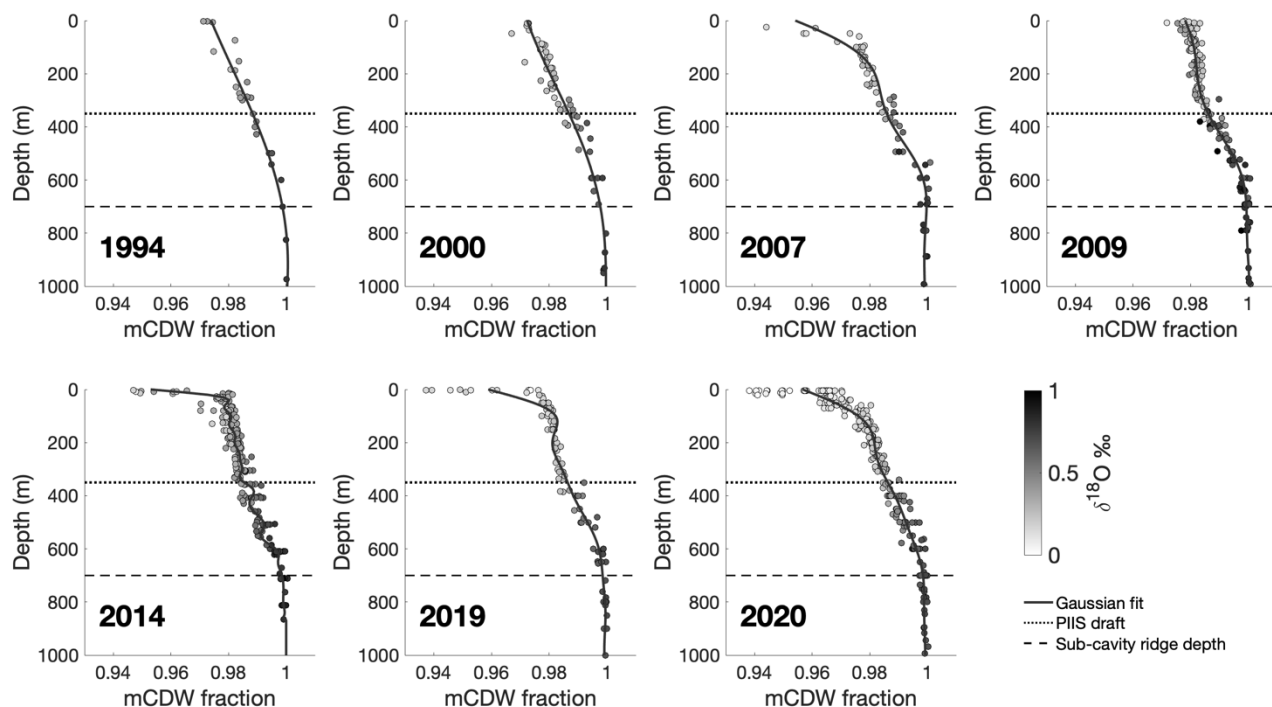 0
200
400
600
800
1000
Depth (m)
1994
0.94 0.96 0.98 1
mCDW fraction
0
200
400
600
800
1000
Depth (m)
2000
0.94 0.96 0.98 1
mCDW fraction
0
200
400
600
800
1000
Depth (m)
2007
0.94 0.96 0.98 1
mCDW fraction
0
200
400
600
800
1000
Depth (m)
2009
0.94 0.96 0.98 1
mCDW fraction
0
200
400
600
800
1000
Depth (m)
2014
0.94 0.96 0.98 1
mCDW fraction
0
200
400
600
800
1000
Depth (m)
2019
0.94 0.96 0.98 1
mCDW fraction
0
200
400
600
800
1000
Depth (m)
2020
0.94 0.96 0.98 1
mCDW fraction
1
0.5
0
δ¹⁸O ‰
Gaussian fit
PIIS draft
Sub-cavity ridge depth